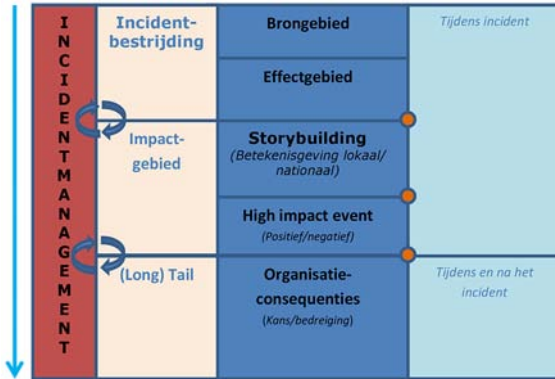 INCIDENTMANAGEMENT
Incident-
bestrijding
Impact-
gebied
(Long) Tail
Brongebied
Effectgebied
Storybuilding
(Betekenisgeving lokaal/
nationaal)
High impact event
(Positief/negatief)
Organisatie-
consequenties
(Kans/bedreiging)
Tijdens incident
Tijdens en na het
incident